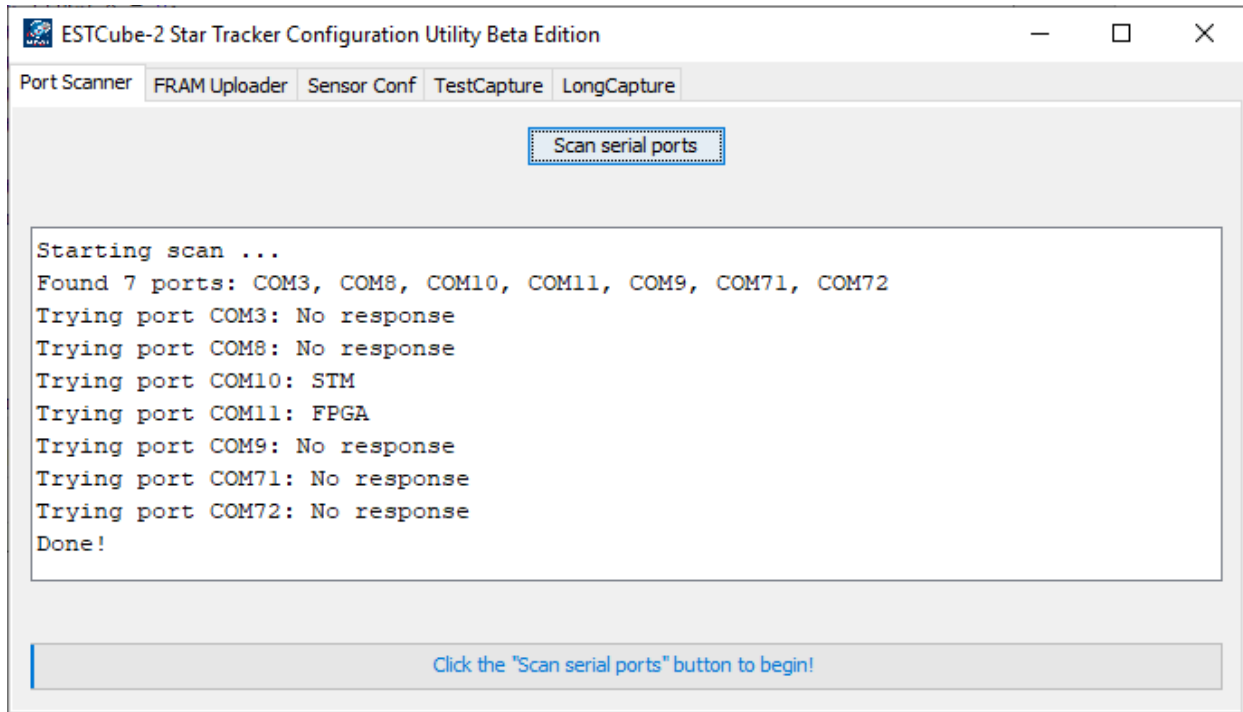 ESTCube-2 Star Tracker Configuration Utility Beta Edition
Port Scanner FRAM Uploader Sensor Conf TestCapture LongCapture
Scan serial ports
Starting scan ...
Found 7 ports: COM3, COM8, COM10, COM11, COM9, COM71, COM72
Trying port COM3: No response
Trying port COM8: No response
Trying port COM10: STM
Trying port COM11: FPGA
Trying port COM9: No response
Trying port COM71: No response
Trying port COM72: No response
Done!
Click the "Scan serial ports" button to begin!